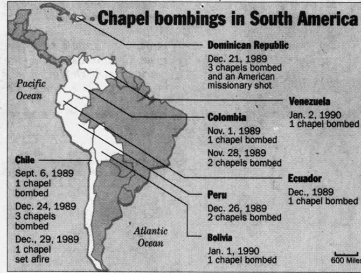 Chapel bombings in South America
Dominican Republic
Dec. 21, 1989
3 chapels bombed
and an American
missionary shot
Pacific
Ocean
Venezuela
Jan. 2, 1990
1 chapel bombed
Colombia
Nov. 1, 1989
1 chapel bombed
Nov. 28, 1989
2 chapels bombed
Chile
Sept. 6, 1989
1 chapel
bombed
Dec. 24, 1989
3 chapels
bombed
Dec., 29, 1989
1 chapel
set afire
Ecuador
Dec., 1989
1 chapel bombed
Peru
Dec. 26, 1989
2 chapels bombed
Atlantic
Ocean
Bolivia
Jan. 1, 1990
1 chapel bombed
600 Miles